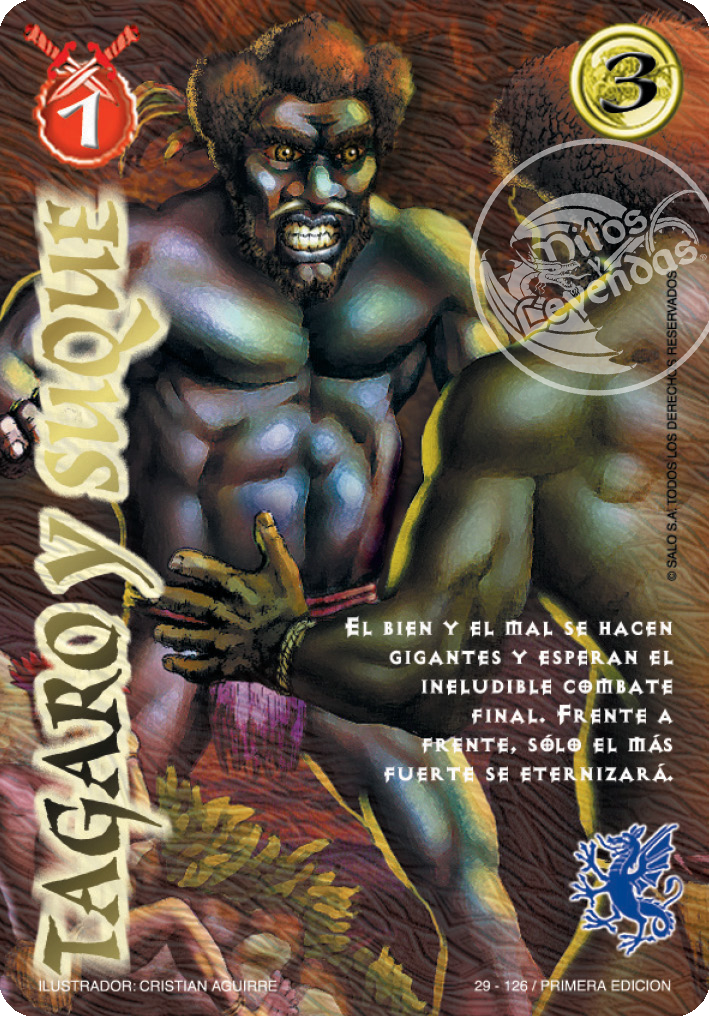 1
3
TAGARO Y SUQUE
Mitos
y
Leyendas®
© SALO S.A. TODOS LOS DERECHOS RESERVADOS
EL BIEN Y EL MAL SE HACEN
GIGANTES Y ESPERAN EL
INELUDIBLE COMBATE
FINAL. FRENTE A
FRENTE, SÓLO EL MÁS
FUERTE SE ETERNIZARÁ.
ILUSTRADOR: CRISTIAN AGUIRRE
29 - 126 / PRIMERA EDICION